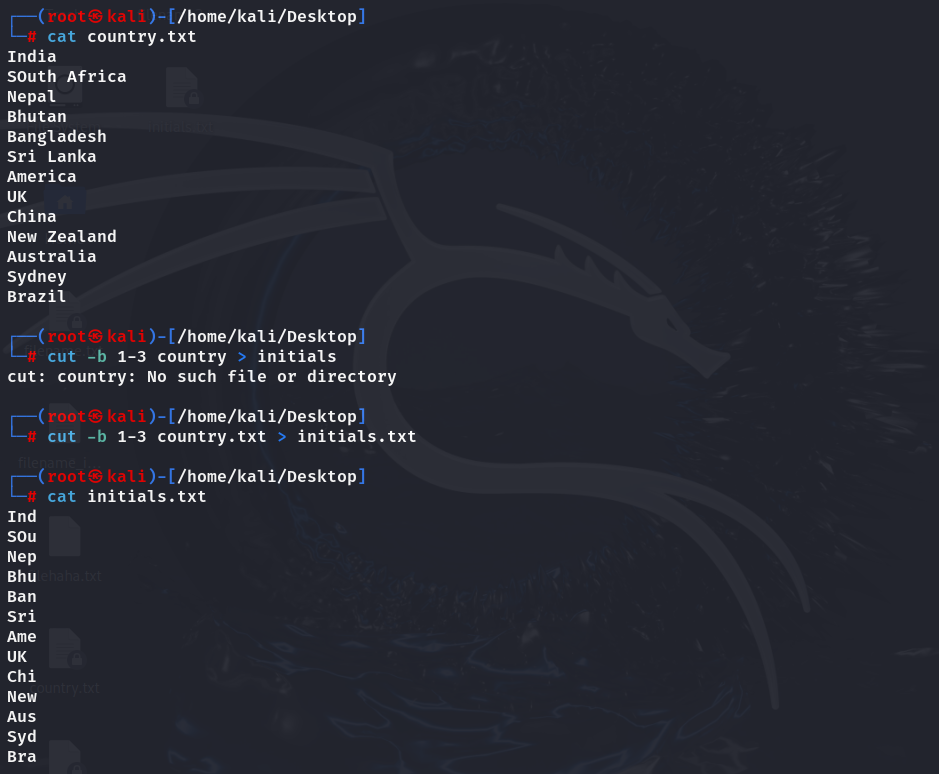 ┌──(root㉿kali)-[/home/kali/Desktop]
└─# cat country.txt
India
SOuth Africa
Nepal
Bhutan
Bangladesh
Sri Lanka
America
UK
China
New Zealand
Australia
Sydney
Brazil
┌──(root㉿kali)-[/home/kali/Desktop]
└─# cut -b 1-3 country > initials
cut: country: No such file or directory
┌──(root㉿kali)-[/home/kali/Desktop]
└─# cut -b 1-3 country.txt > initials.txt
┌──(root㉿kali)-[/home/kali/Desktop]
└─# cat initials.txt
Ind
SOu
Nep
Bhu
Ban
Sri
Ame
UK
Chi
New
Aus
Syd
Bra